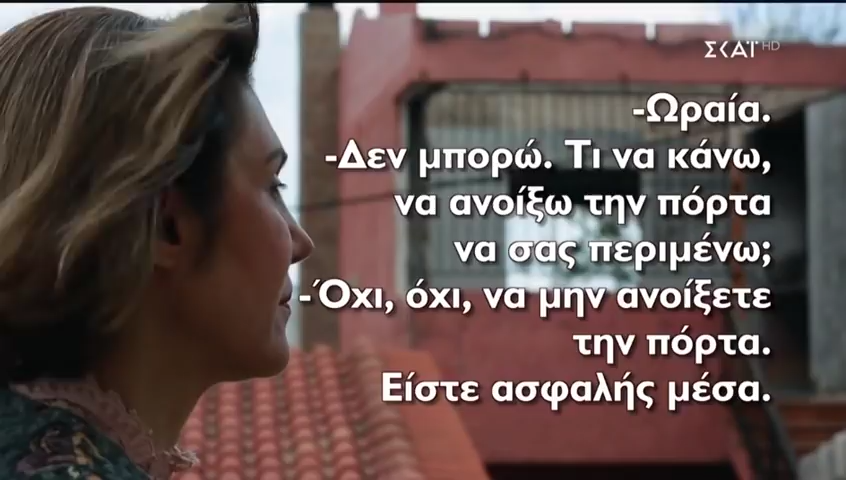 ΣΚΑΪ HD
-Ωραία.
-Δεν μπορώ. Τι να κάνω,
να ανοίξω την πόρτα
να σας περιμένω;
-Όχι, όχι, να μην ανοίξετε
την πόρτα.
Είστε ασφαλής μέσα.